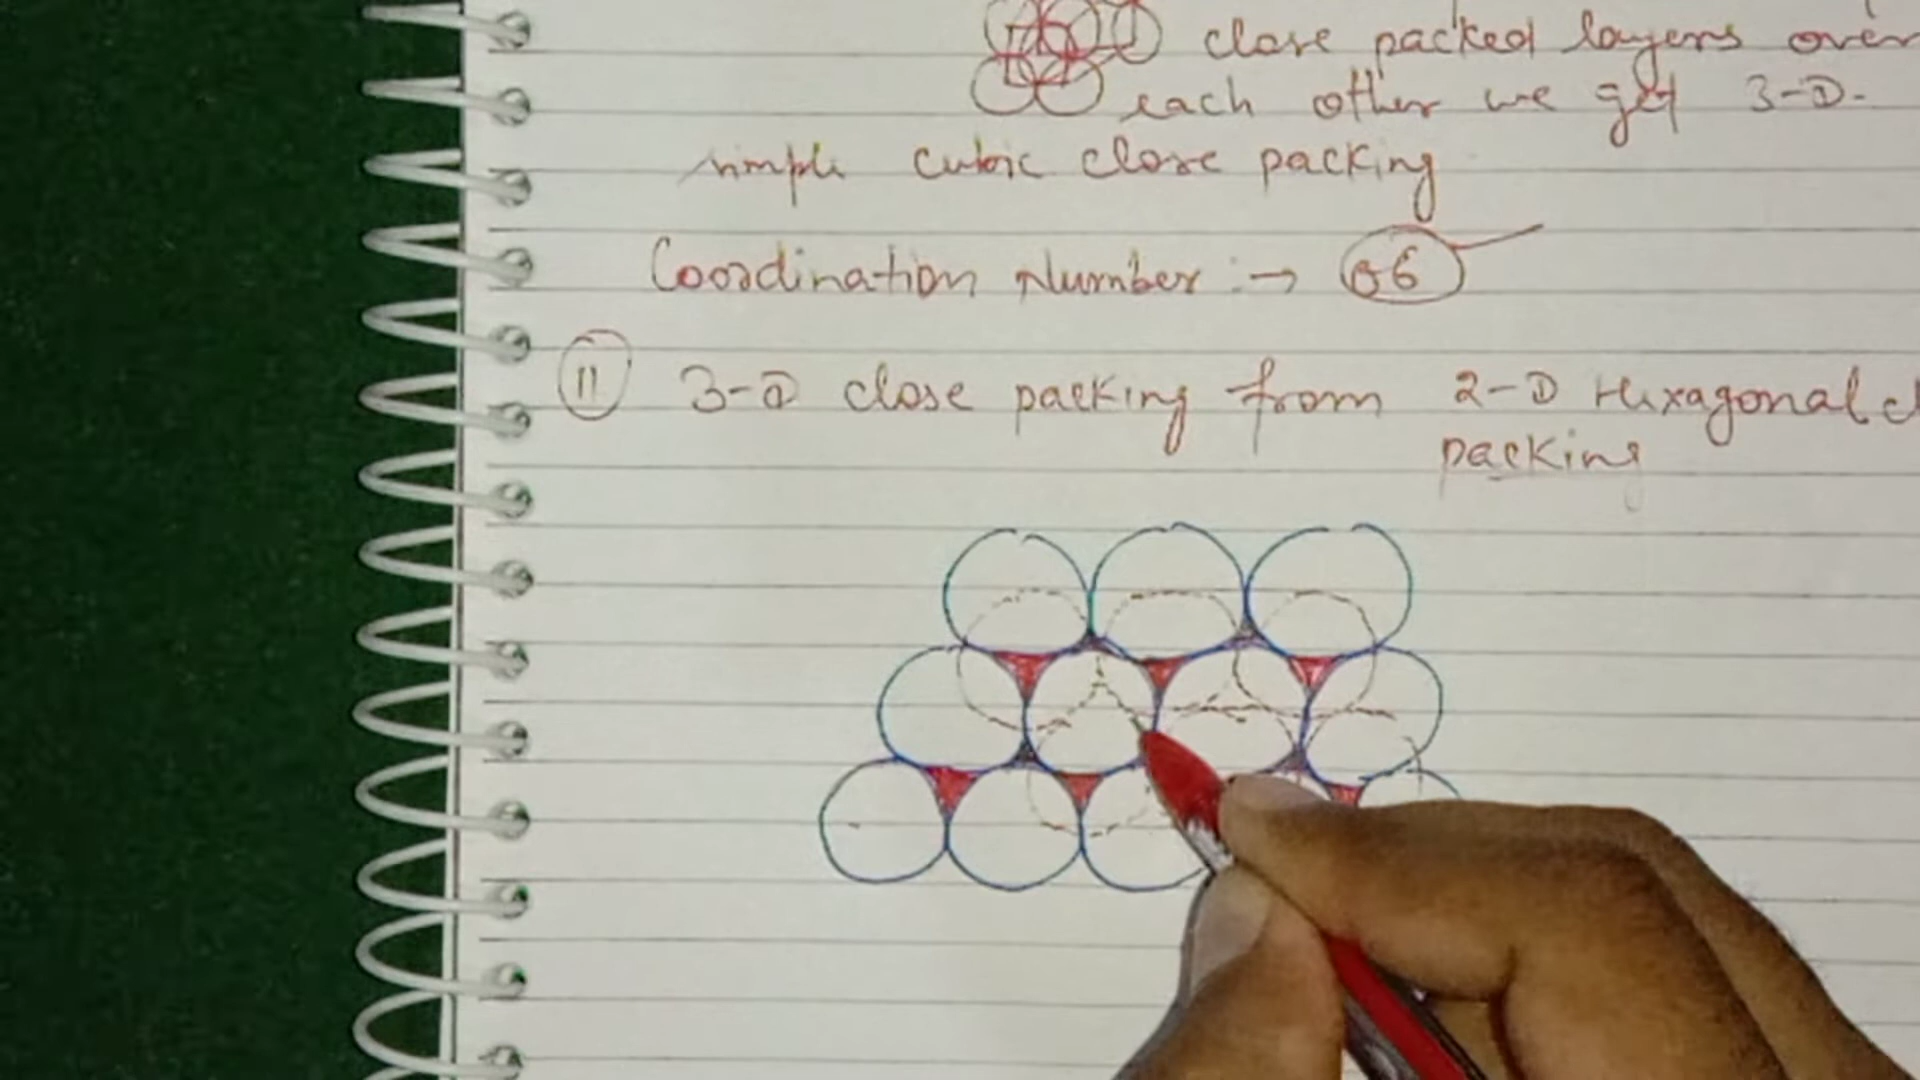 close packed layers over
each other we get 3-D.
simple cubic close packing
Coordination Number :→ 06
II 3-D close packing from 2-D Hexagonal cl
packing